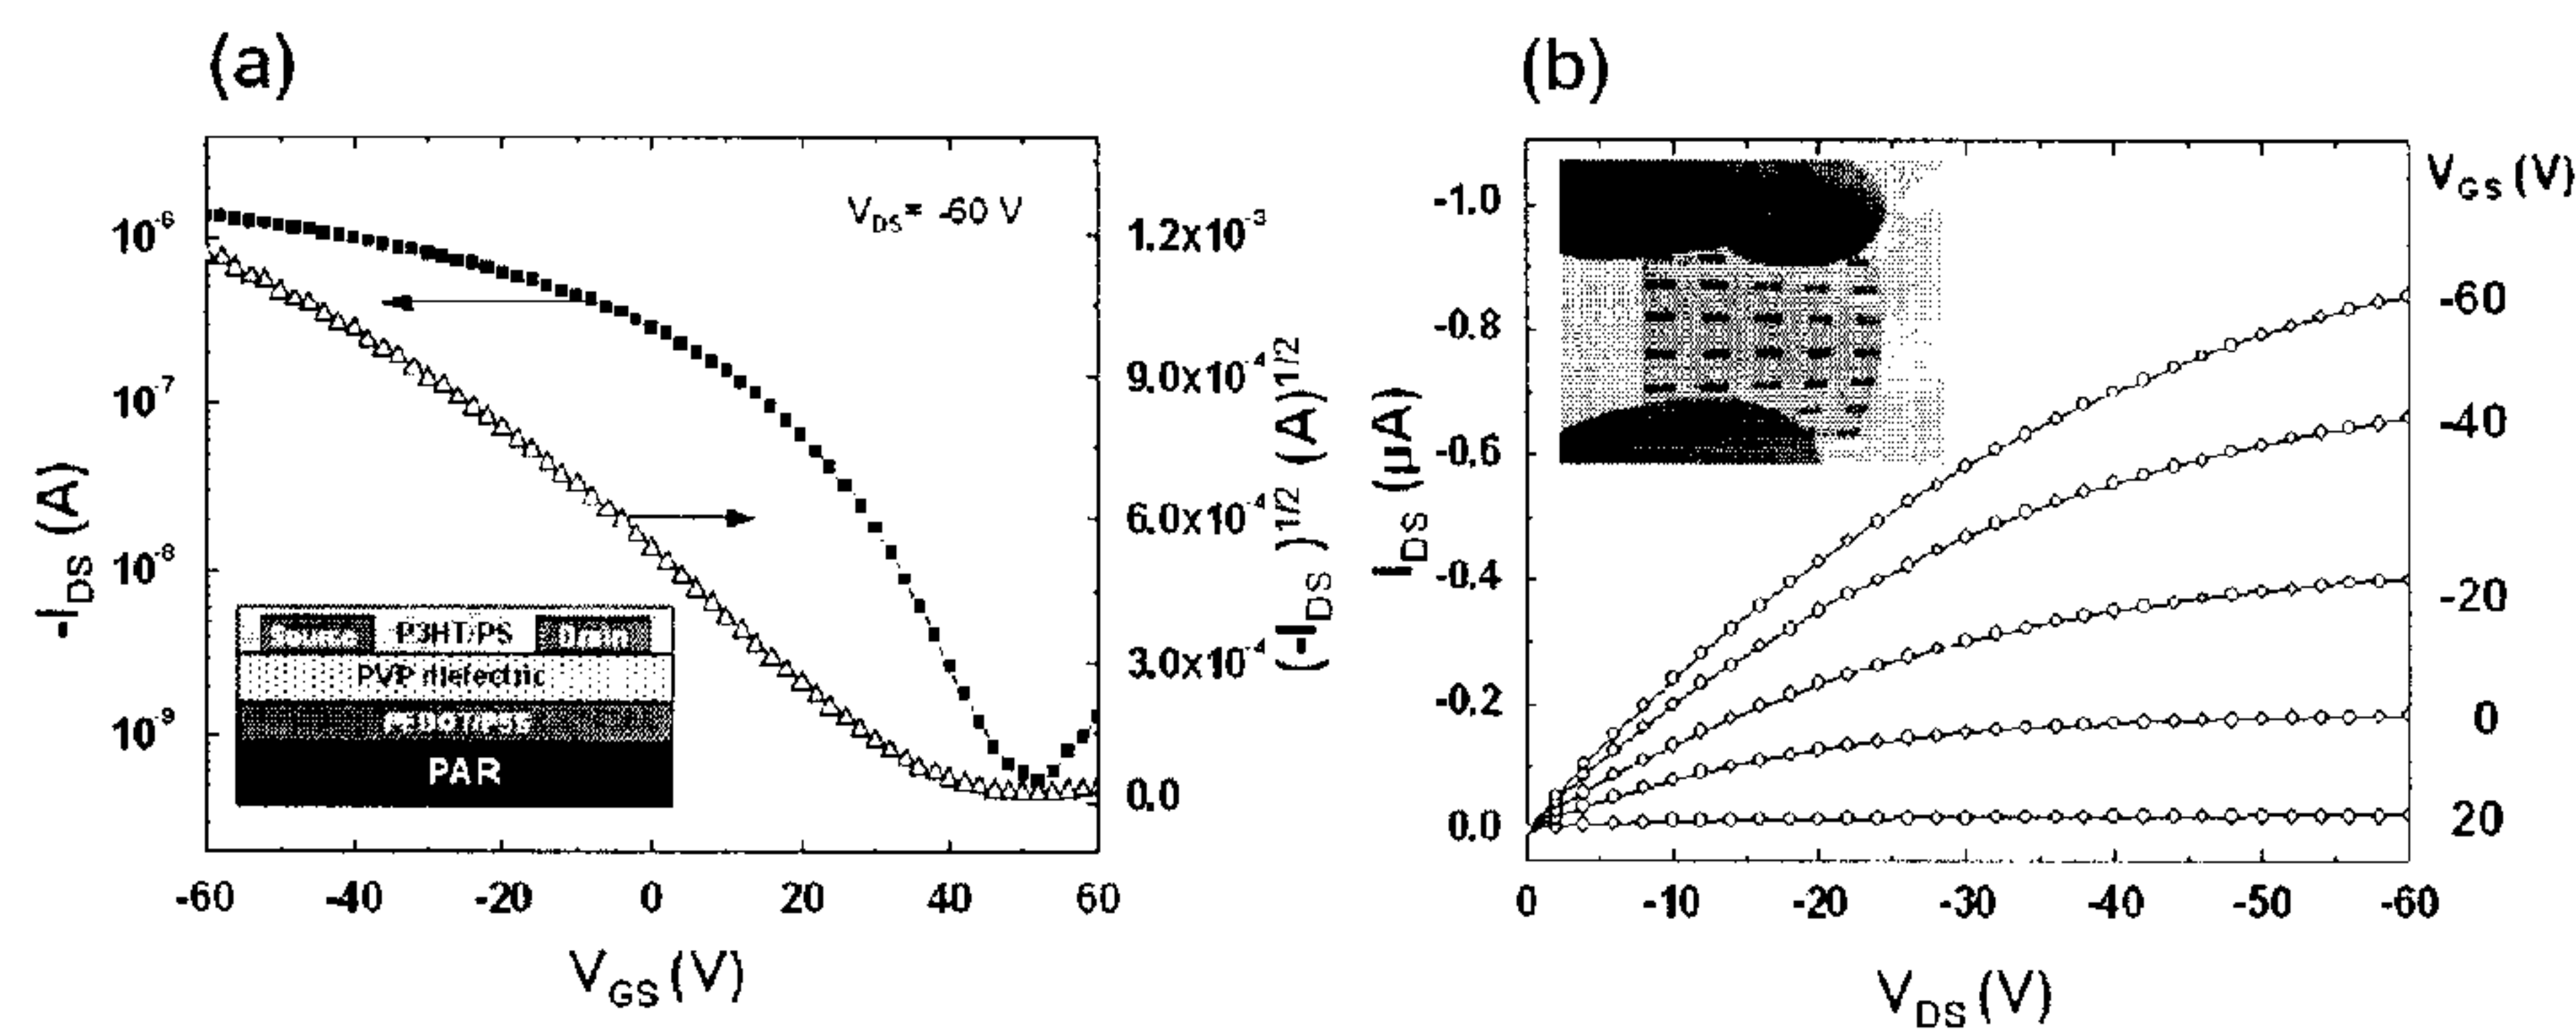 (a)
V_DS= -60 V
10^-6
10^-7
10^-8
10^-9
-I_DS (A)
1.2x10^-3
9.0x10^-4
6.0x10^-4
3.0x10^-4
0.0
(-I_DS)^1/2 (A)^1/2
Source P3HT/PS Drain
PVP dielectric
PEDOT/PSS
PAR
-60 -40 -20 0 20 40 60
V_GS (V)
(b)
V_GS (V)
-60
-40
-20
0
20
-1.0
-0.8
-0.6
-0.4
-0.2
0.0
I_DS (μA)
0 -10 -20 -30 -40 -50 -60
V_DS (V)